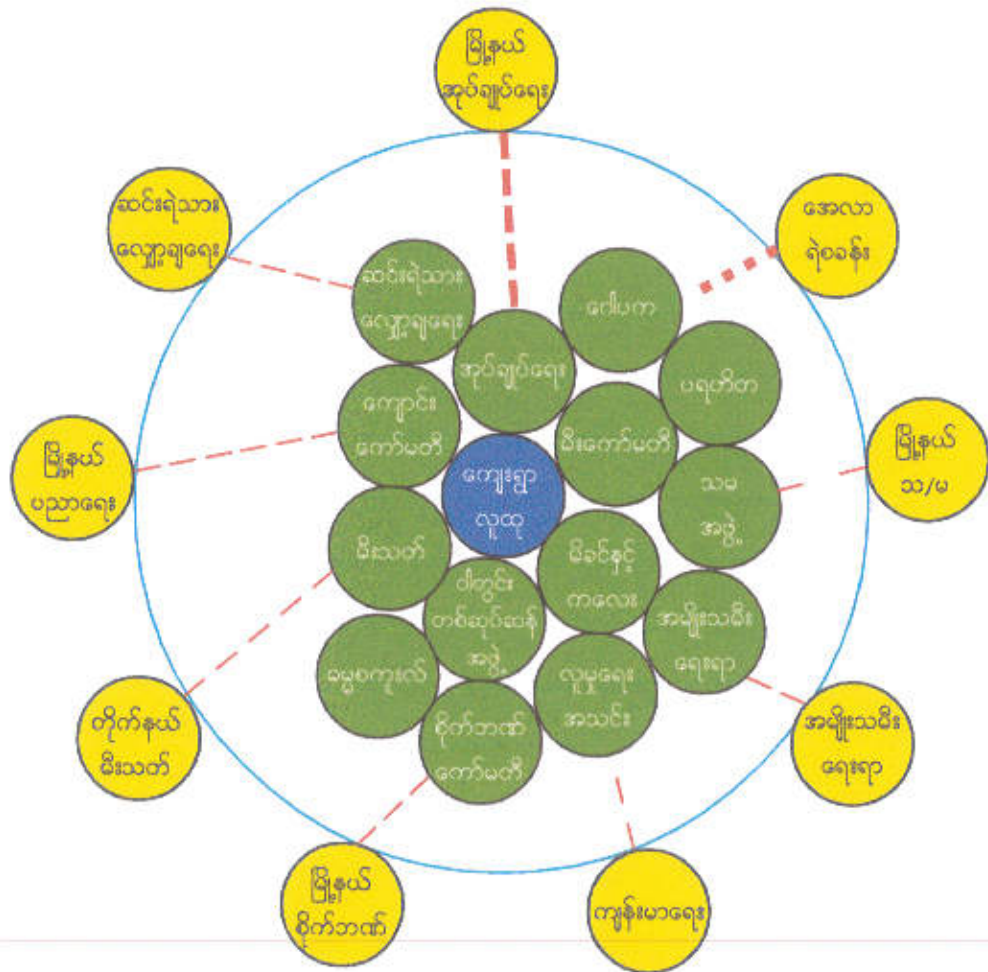 မြို့နယ်
အုပ်ချုပ်ရေး
ဆင်းရဲသား
လျှော့ချရေး
အေလာ
ရဲစခန်း
ဆင်းရဲသား
လျှော့ချရေး
ဂေါပက
အုပ်ချုပ်ရေး
ပရဟိတ
ကျောင်း
ကော်မတီ
မီးကော်မတီ
မြို့နယ်
ပညာရေး
ကျေးရွာ
လူထု
သမ
အဖွဲ့
မြို့နယ်
သ/မ
မီးသတ်
မိခင်နှင့်
ကလေး
ဝါတွင်း
တစ်ဆုပ်ဆန်
အဖွဲ့
အမျိုးသမီး
ရေးရာ
ဓမ္မစကူးလ်
လူမှုရေး
အသင်း
စိုက်ဘဏ်
ကော်မတီ
တိုက်နယ်
မီးသတ်
အမျိုးသမီး
ရေးရာ
မြို့နယ်
စိုက်ဘဏ်
ကျန်းမာရေး